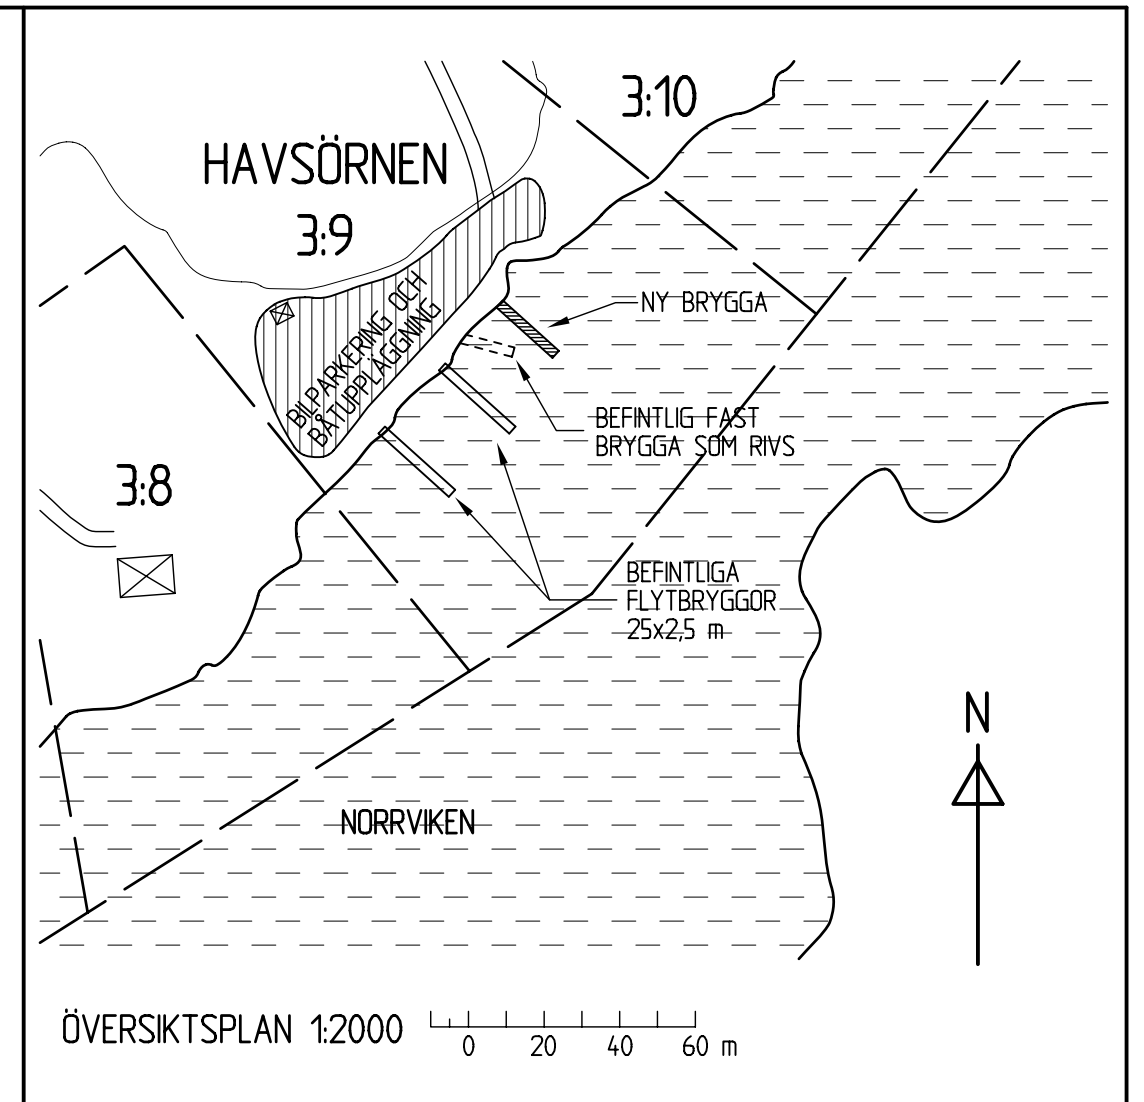 3:10
HAVSÖRNEN
3:9
NY BRYGGA
BILPARKERING OCH
BÅTUPPLÄGGNING
BEFINTLIG FAST
BRYGGA SOM RIVS
3:8
BEFINTLIGA
FLYTBRYGGOR
25x2,5 m
N
NORRVIKEN
ÖVERSIKTSPLAN 1:2000
0 20 40 60 m